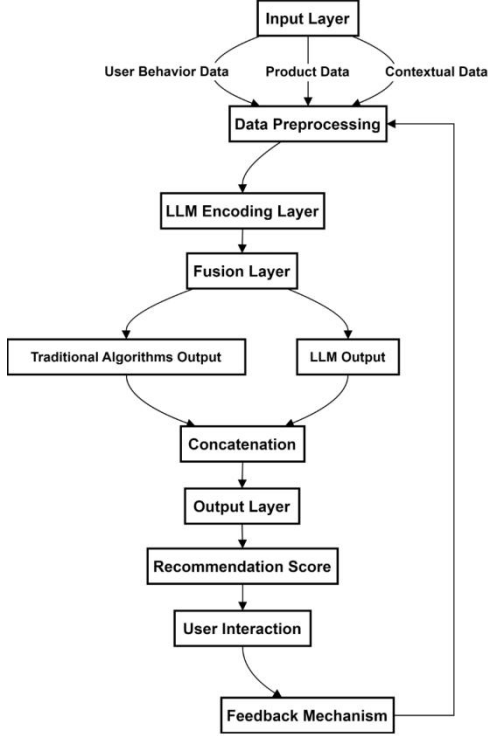 Input Layer
User Behavior Data
Product Data
Contextual Data
Data Preprocessing
LLM Encoding Layer
Fusion Layer
Traditional Algorithms Output
LLM Output
Concatenation
Output Layer
Recommendation Score
User Interaction
Feedback Mechanism